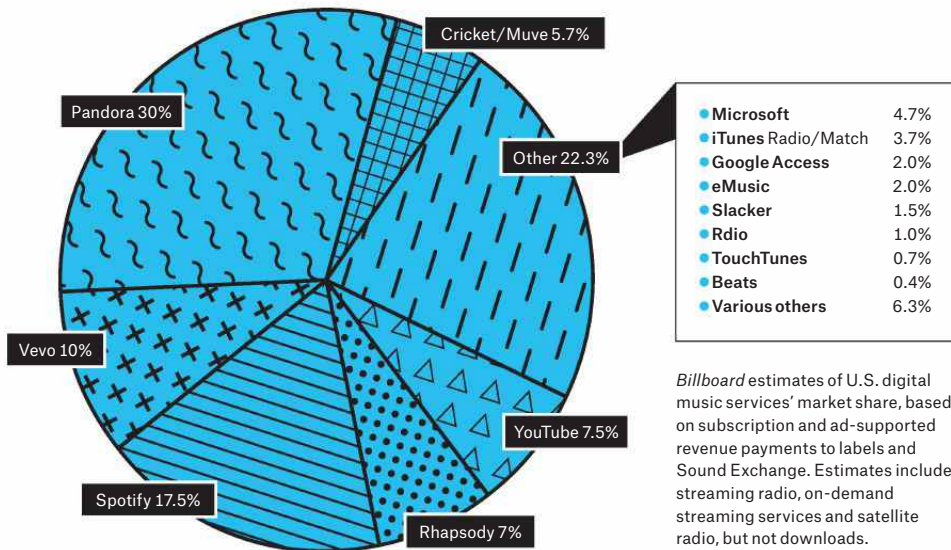 Cricket/Muve 5.7%
Pandora 30%
Other 22.3%
Vevo 10%
YouTube 7.5%
Spotify 17.5%
Rhapsody 7%
Microsoft 4.7%
iTunes Radio/Match 3.7%
Google Access 2.0%
eMusic 2.0%
Slacker 1.5%
Rdio 1.0%
TouchTunes 0.7%
Beats 0.4%
Various others 6.3%
Billboard estimates of U.S. digital
music services’ market share, based
on subscription and ad-supported
revenue payments to labels and
Sound Exchange. Estimates include
streaming radio, on-demand
streaming services and satellite
radio, but not downloads.